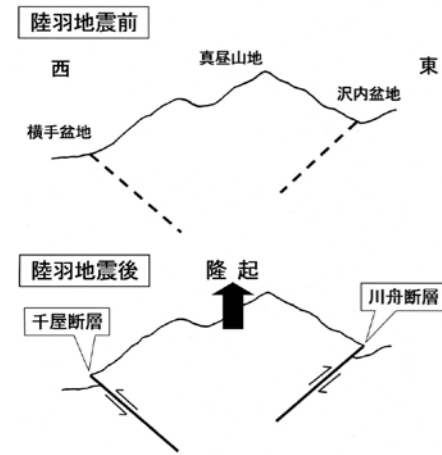 陸羽地震前
西
真昼山地
東
沢内盆地
横手盆地
陸羽地震後
隆起
川舟断層
千屋断層